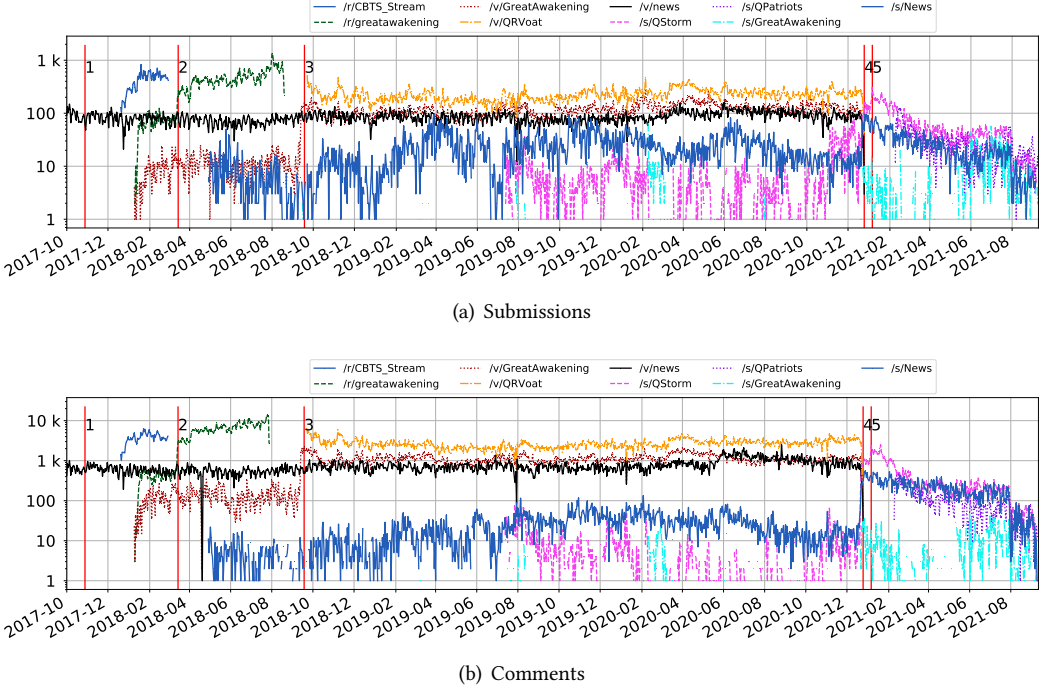 /r/CBTS_Stream /v/GreatAwakening /v/news /s/QPatriots /s/News
/r/greatawakening /v/QRVoat /s/QStorm /s/GreatAwakening
1 k
100
10
1
1 2 3 45
2017-10 2017-12 2018-02 2018-04 2018-06 2018-08 2018-10 2018-12 2019-02 2019-04 2019-06 2019-08 2019-10 2019-12 2020-02 2020-04 2020-06 2020-08 2020-10 2020-12 2021-02 2021-04 2021-06 2021-08
(a) Submissions
/r/CBTS_Stream /v/GreatAwakening /v/news /s/QPatriots /s/News
/r/greatawakening /v/QRVoat /s/QStorm /s/GreatAwakening
10 k
1 k
100
10
1
1 2 3 45
2017-10 2017-12 2018-02 2018-04 2018-06 2018-08 2018-10 2018-12 2019-02 2019-04 2019-06 2019-08 2019-10 2019-12 2020-02 2020-04 2020-06 2020-08 2020-10 2020-12 2021-02 2021-04 2021-06 2021-08
(b) Comments